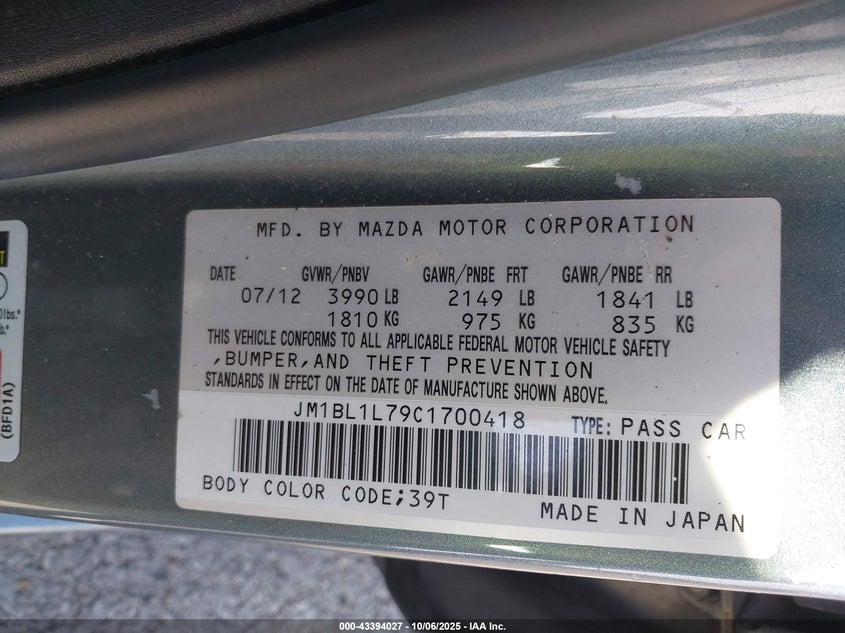 MFD. BY MAZDA MOTOR CORPORATION
DATE GVWR/PNBV GAWR/PNBE FRT GAWR/PNBE RR
07/12 3990 LB 2149 LB 1841 LB
1810 KG 975 KG 835 KG
THIS VEHICLE CONFORMS TO ALL APPLICABLE FEDERAL MOTOR VEHICLE SAFETY
,BUMPER,AND THEFT PREVENTION
STANDARDS IN EFFECT ON THE DATE OF MANUFACTURE SHOWN ABOVE.
JM1BL1L79C1700418 TYPE: PASS CAR
BODY COLOR CODE;39T
MADE IN JAPAN
(BFD1A)
000-43394027 - 10/06/2025 - IAA Inc.